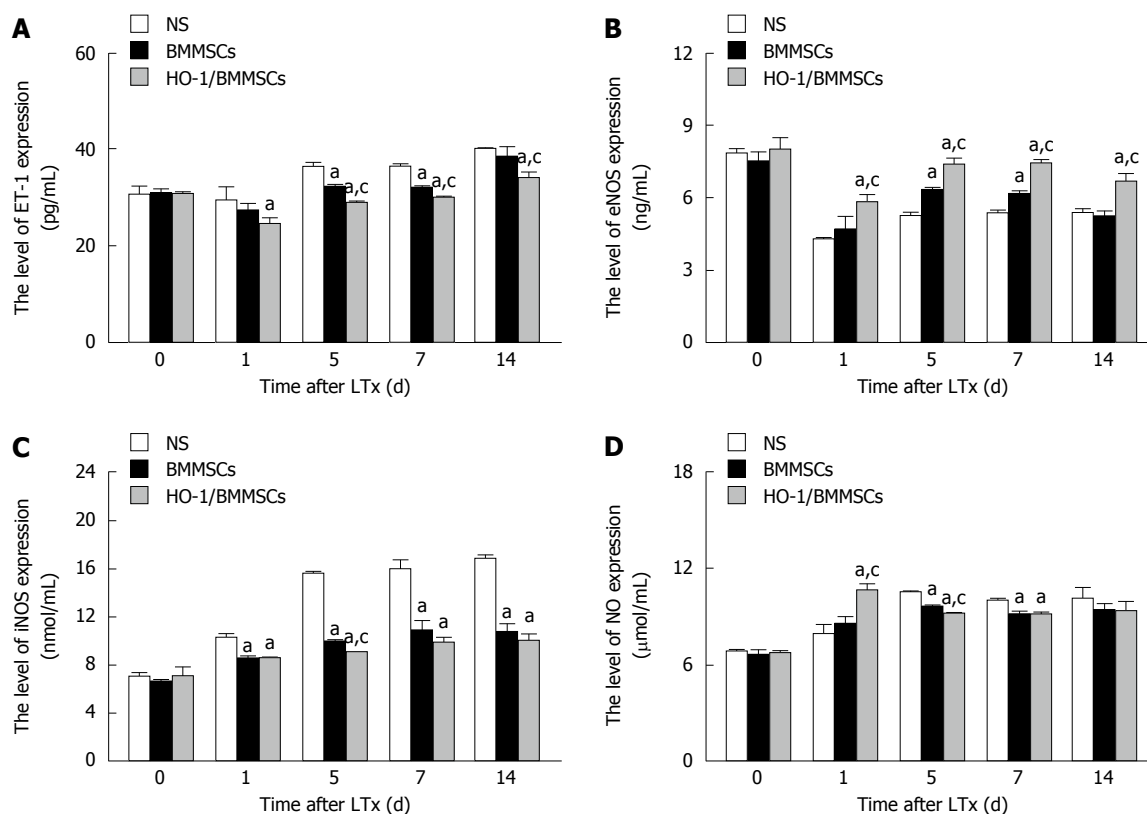 A
NS
BMMSCs
HO-1/BMMSCs
The level of ET-1 expression
(pg/mL)
60
40
20
0
a
a
a,c
a
a,c
a,c
0 1 5 7 14
Time after LTx (d)
B
NS
BMMSCs
HO-1/BMMSCs
The level of eNOS expression
(ng/mL)
12
9
6
3
0
a,c
a
a,c
a
a,c
a,c
0 1 5 7 14
Time after LTx (d)
C
NS
BMMSCs
HO-1/BMMSCs
The level of iNOS expression
(nmol/mL)
24
20
16
12
8
4
0
a a
a
a,c
a
a
a a
0 1 5 7 14
Time after LTx (d)
D
NS
BMMSCs
HO-1/BMMSCs
The level of NO expression
(μmol/mL)
18
12
9
6
0
a,c
a
a,c
a a
0 1 5 7 14
Time after LTx (d)